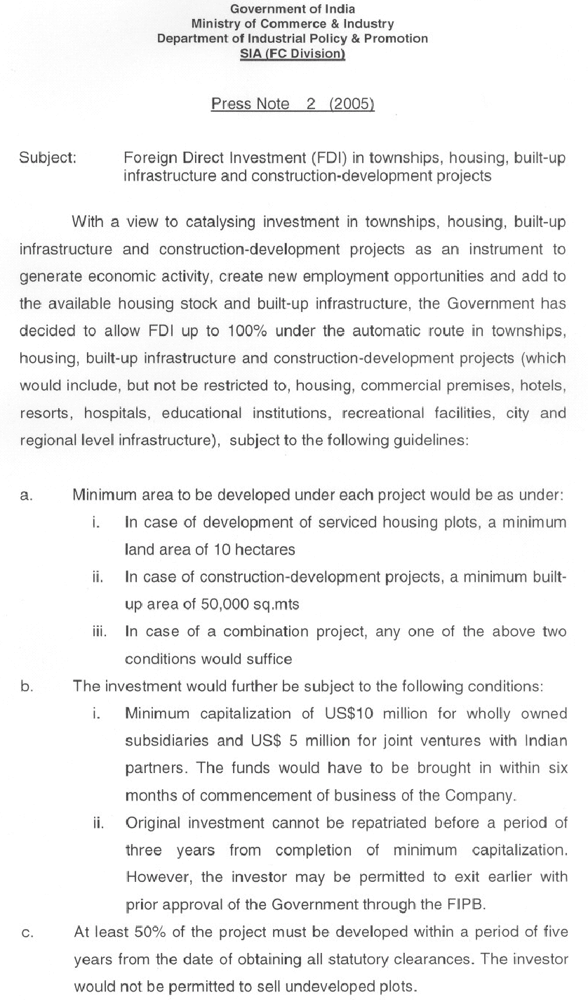 Government of India
Ministry of Commerce & Industry
Department of Industrial Policy & Promotion
SIA (FC Division)
Press Note 2 (2005)
Subject: Foreign Direct Investment (FDI) in townships, housing, built-up
infrastructure and construction-development projects
With a view to catalysing investment in townships, housing, built-up
infrastructure and construction-development projects as an instrument to
generate economic activity, create new employment opportunities and add to
the available housing stock and built-up infrastructure, the Government has
decided to allow FDI up to 100% under the automatic route in townships,
housing, built-up infrastructure and construction-development projects (which
would include, but not be restricted to, housing, commercial premises, hotels,
resorts, hospitals, educational institutions, recreational facilities, city and
regional level infrastructure), subject to the following guidelines:
a. Minimum area to be developed under each project would be as under:
i. In case of development of serviced housing plots, a minimum
land area of 10 hectares
ii. In case of construction-development projects, a minimum built-
up area of 50,000 sq.mts
iii. In case of a combination project, any one of the above two
conditions would suffice
b. The investment would further be subject to the following conditions:
i. Minimum capitalization of US$10 million for wholly owned
subsidiaries and US$ 5 million for joint ventures with Indian
partners. The funds would have to be brought in within six
months of commencement of business of the Company.
ii. Original investment cannot be repatriated before a period of
three years from completion of minimum capitalization.
However, the investor may be permitted to exit earlier with
prior approval of the Government through the FIPB.
c. At least 50% of the project must be developed within a period of five
years from the date of obtaining all statutory clearances. The investor
would not be permitted to sell undeveloped plots.